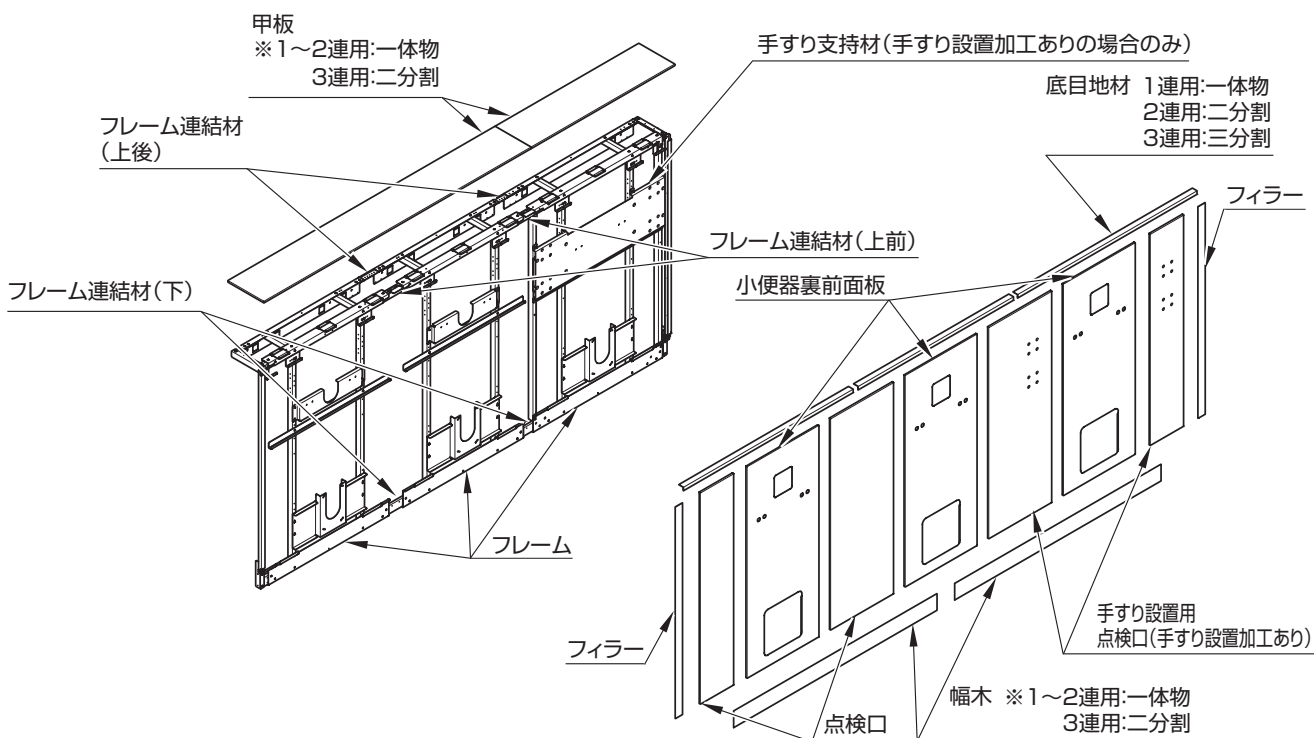 甲板
※1〜2連用:一体物
3連用:二分割
手すり支持材(手すり設置加工ありの場合のみ)
底目地材 1連用:一体物
2連用:二分割
3連用:三分割
フレーム連結材
(上後)
フィラー
フレーム連結材(上前)
小便器裏前面板
フレーム連結材(下)
フレーム
手すり設置用
点検口(手すり設置加工あり)
フィラー
幅木 ※1〜2連用:一体物
3連用:二分割
点検口